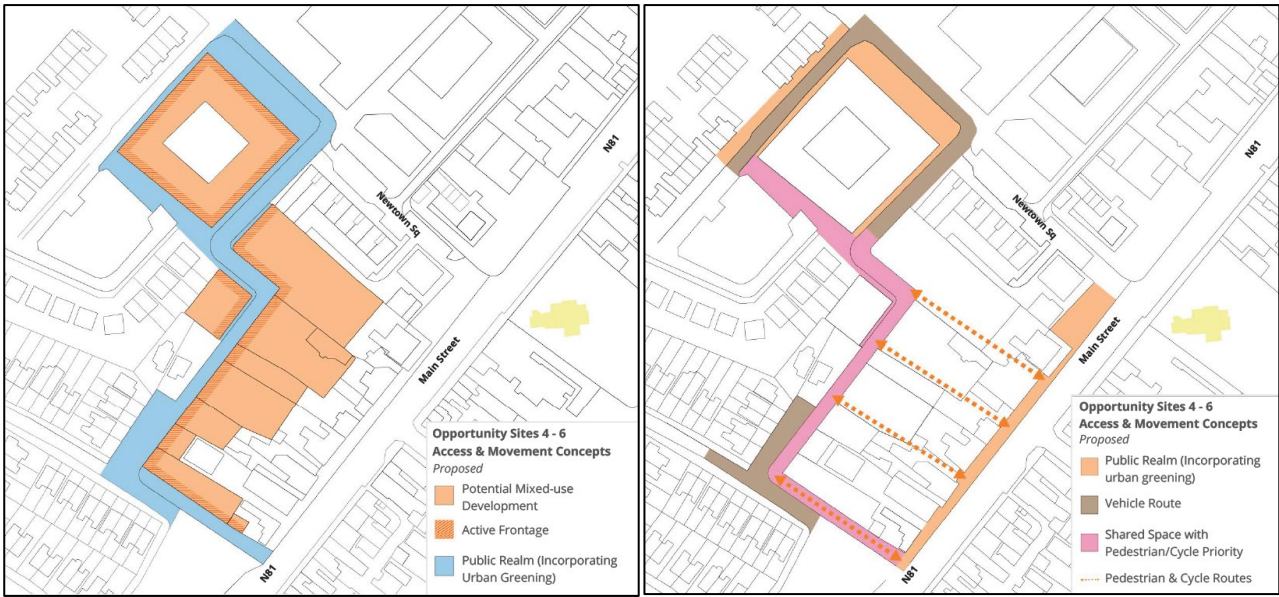 N81
Newtown Sq
Main Street
N81
Opportunity Sites 4 - 6
Access & Movement Concepts
Proposed
Potential Mixed-use
Development
Active Frontage
Public Realm (Incorporating
Urban Greening)
N81
Newtown Sq
Main Street
N81
Opportunity Sites 4 - 6
Access & Movement Concepts
Proposed
Public Realm (Incorporating
urban greening)
Vehicle Route
Shared Space with
Pedestrian/Cycle Priority
Pedestrian & Cycle Routes